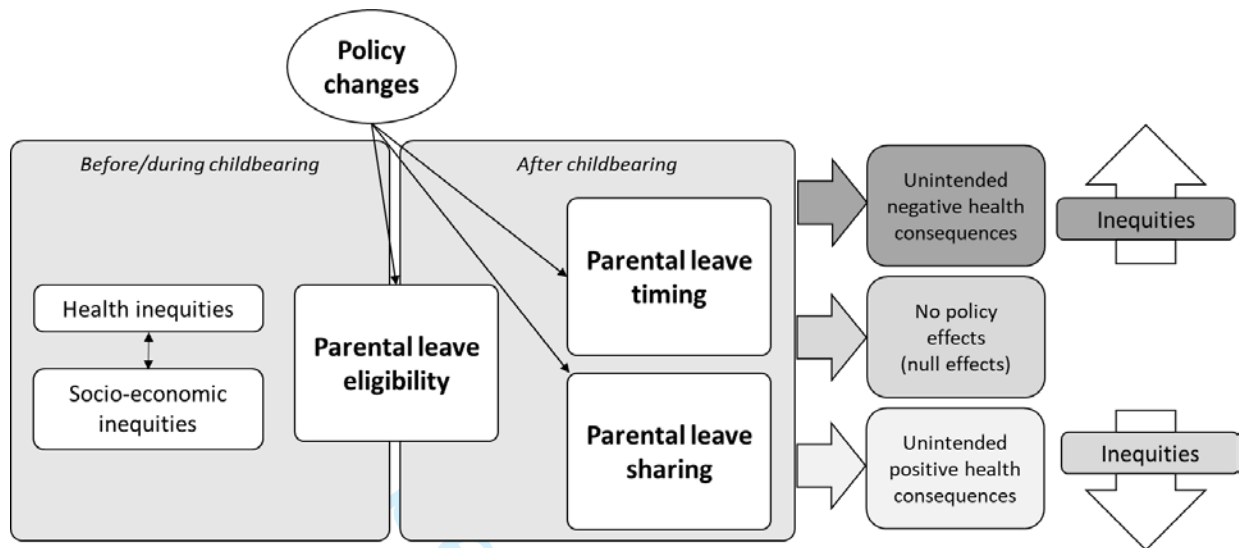 Policy
changes
Before/during childbearing
After childbearing
Health inequities
Socio-economic
inequities
Parental leave
eligibility
Parental leave
timing
Parental leave
sharing
Unintended
negative health
consequences
No policy
effects
(null effects)
Unintended
positive health
consequences
Inequities
Inequities